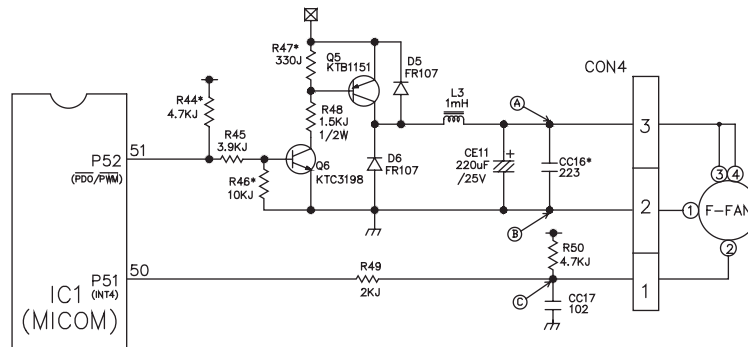 R47*
330J
Q5
KTB1151
D5
FR107
CON4
R44*
4.7KJ
L3
1mH
A
R48
1.5KJ
1/2W
3
51
R45
3.9KJ
P52
(PDO/PWM)
Q6
KTC3198
D6
FR107
CE11
220uF
/25V
+
CC16*
223
3
4
R46*
10KJ
2
1
F-FAN
B
2
R50
4.7KJ
P51
(INT4)
50
R49
2KJ
C
1
IC1
(MICOM)
CC17
102